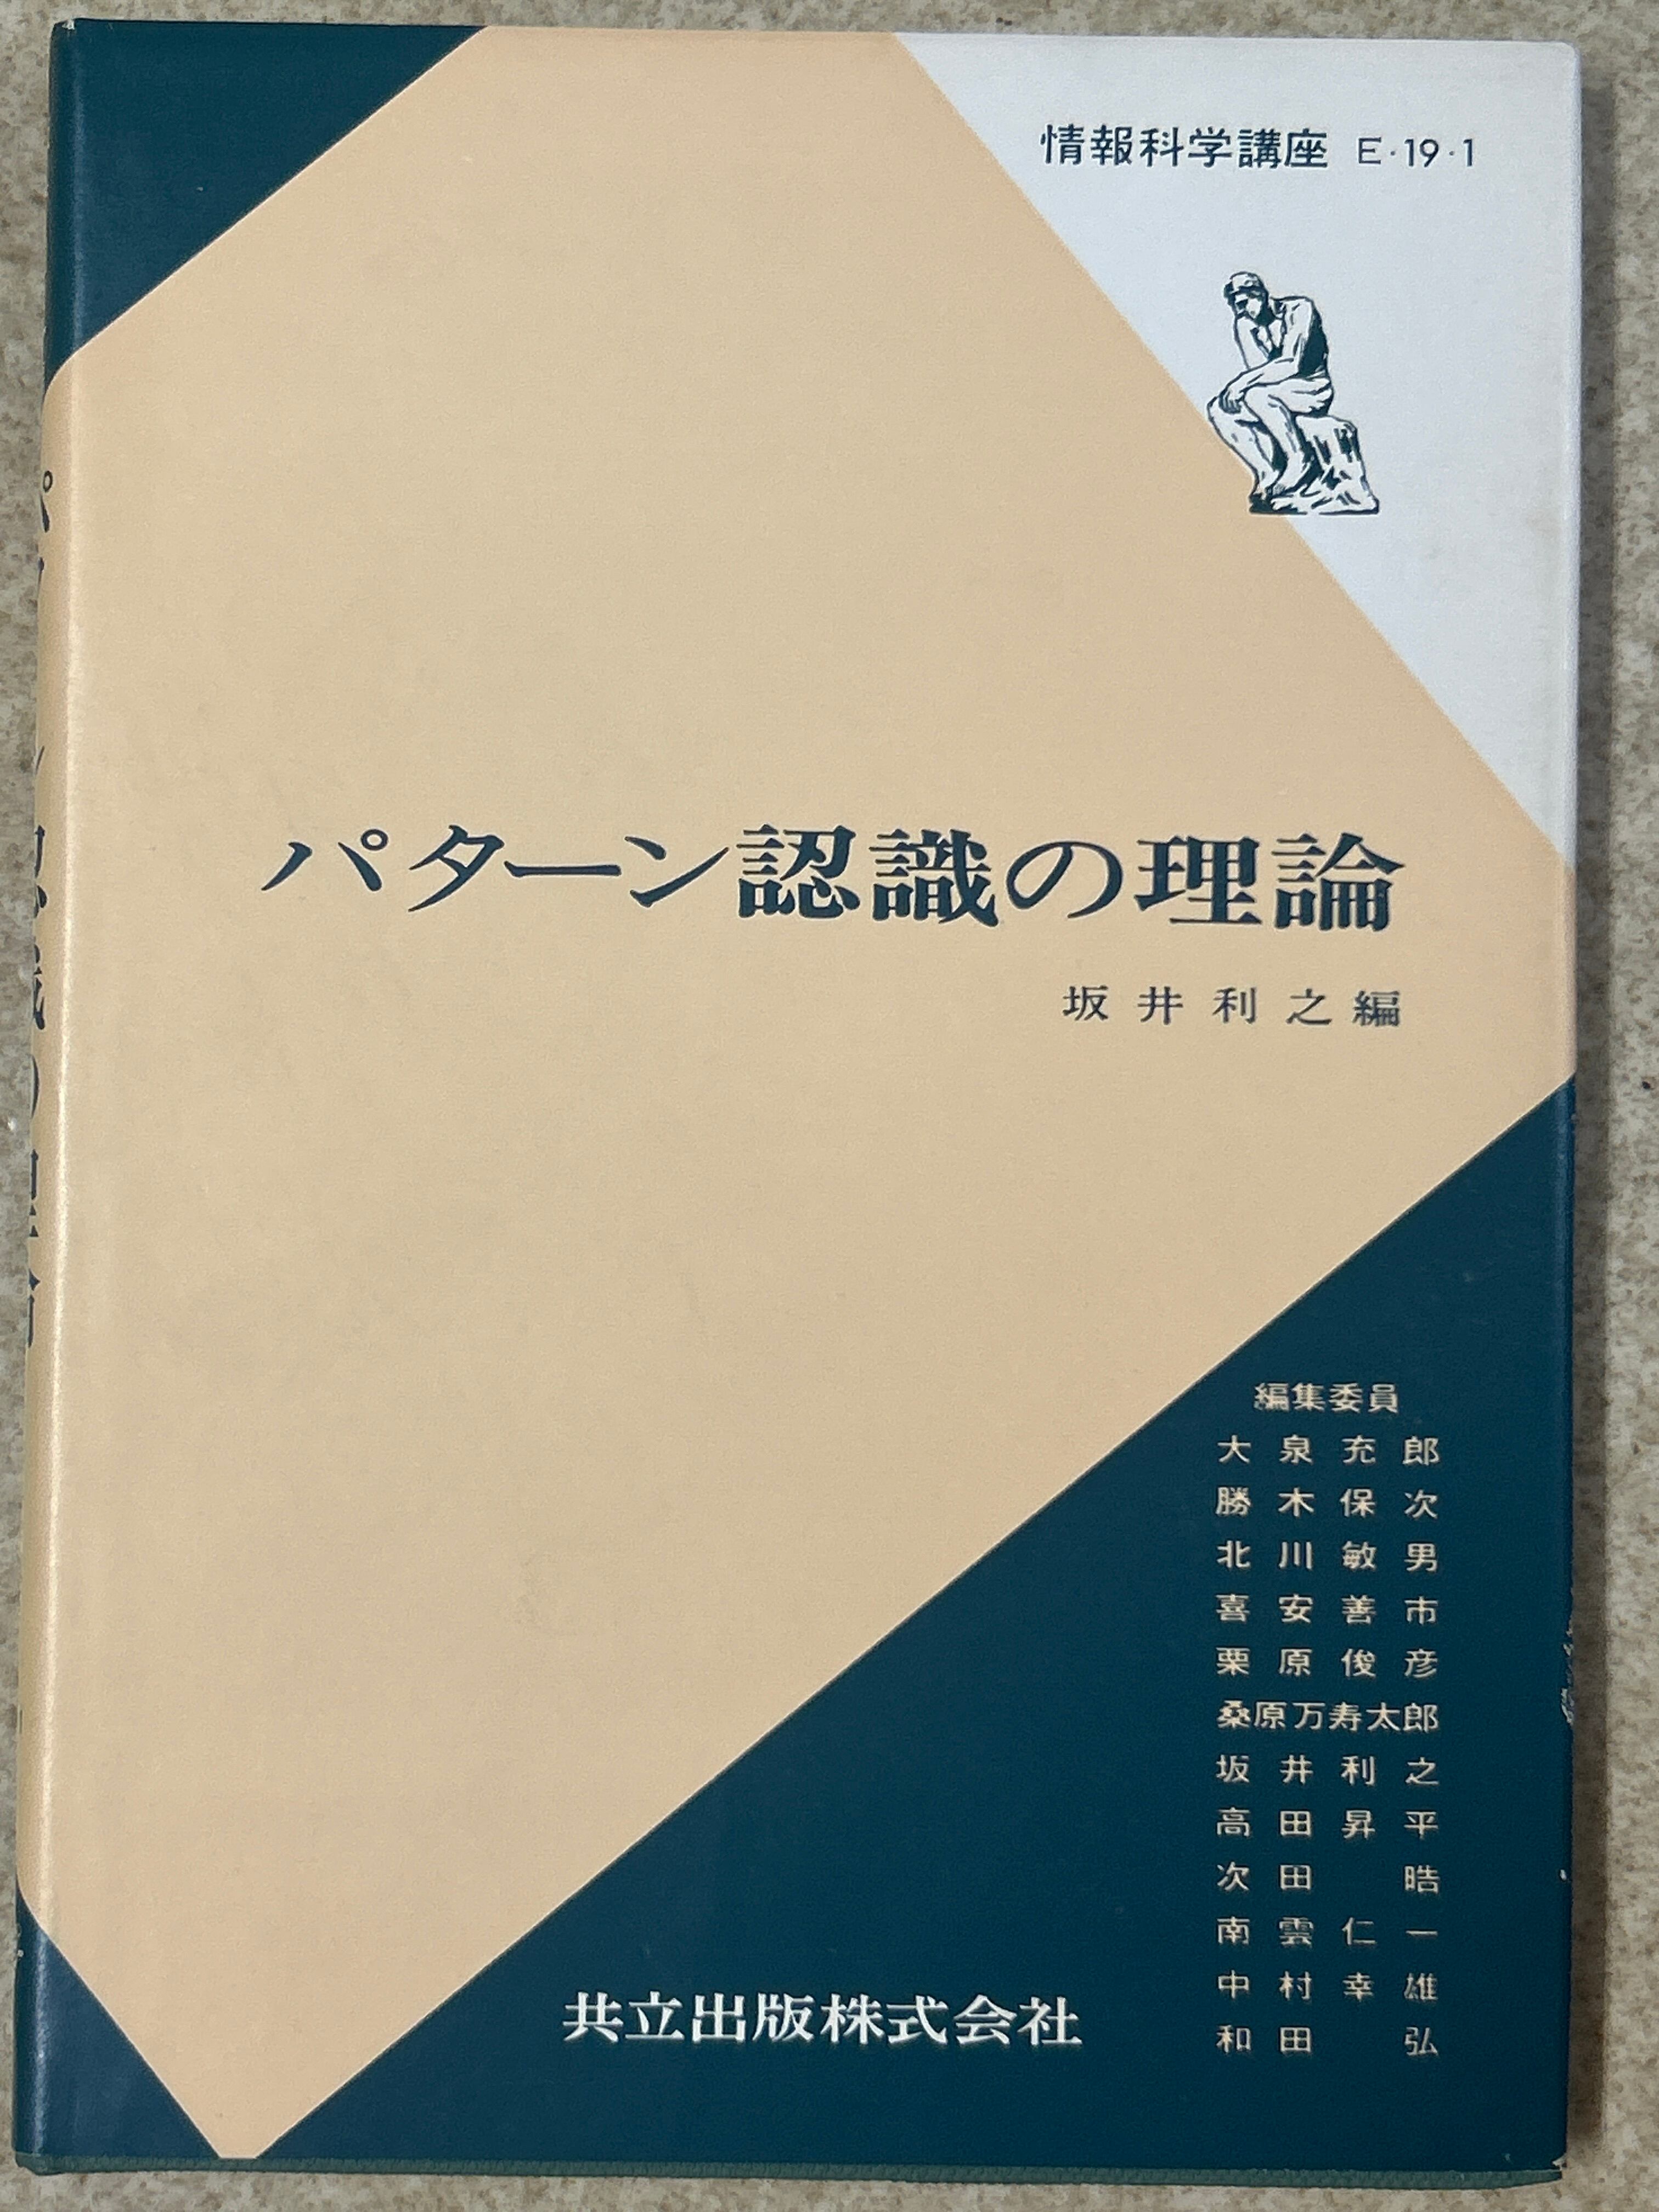 情報科学講座 E・19・1
パターン認識の理論
坂井利之編
編集委員
大泉充郎
勝木保次
北川敏男
喜安善市
栗原俊彦
桑原万寿太郎
坂井利之
高田昇平
次田 晧
南雲仁一
中村幸雄
和田 弘
共立出版株式会社